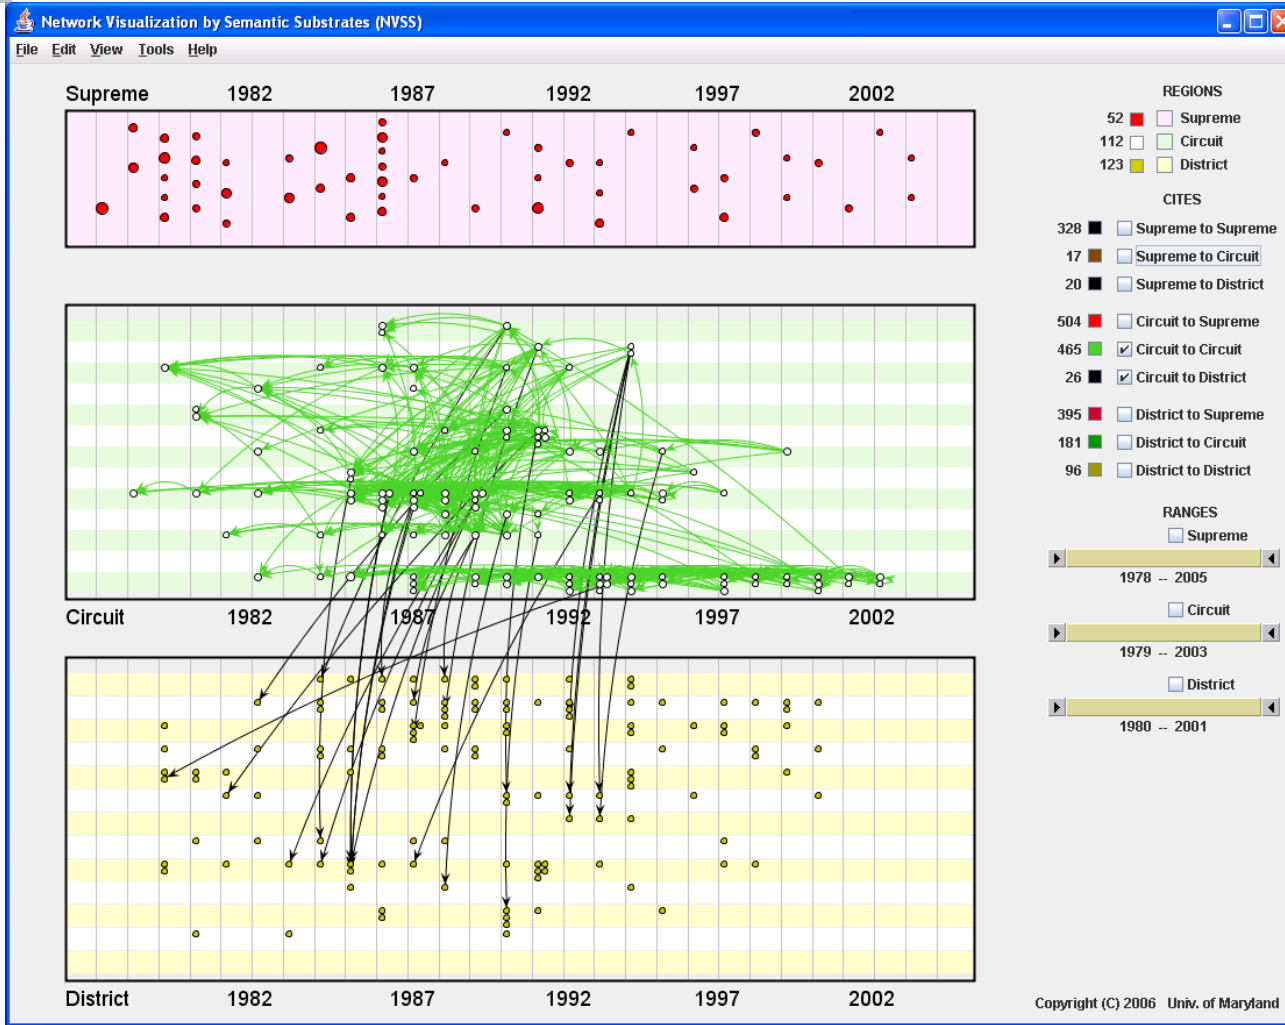 Network Visualization by Semantic Substrates (NVSS)
File Edit View Tools Help
Supreme 1982 1987 1992 1997 2002
Circuit 1982 1987 1992 1997 2002
District 1982 1987 1992 1997 2002
REGIONS
52 Supreme
112 Circuit
123 District
CITES
328 Supreme to Supreme
17 Supreme to Circuit
20 Supreme to District
504 Circuit to Supreme
465 Circuit to Circuit
26 Circuit to District
395 District to Supreme
181 District to Circuit
96 District to District
RANGES
Supreme
1978 -- 2005
Circuit
1979 -- 2003
District
1980 -- 2001
Copyright (C) 2006 Univ. of Maryland